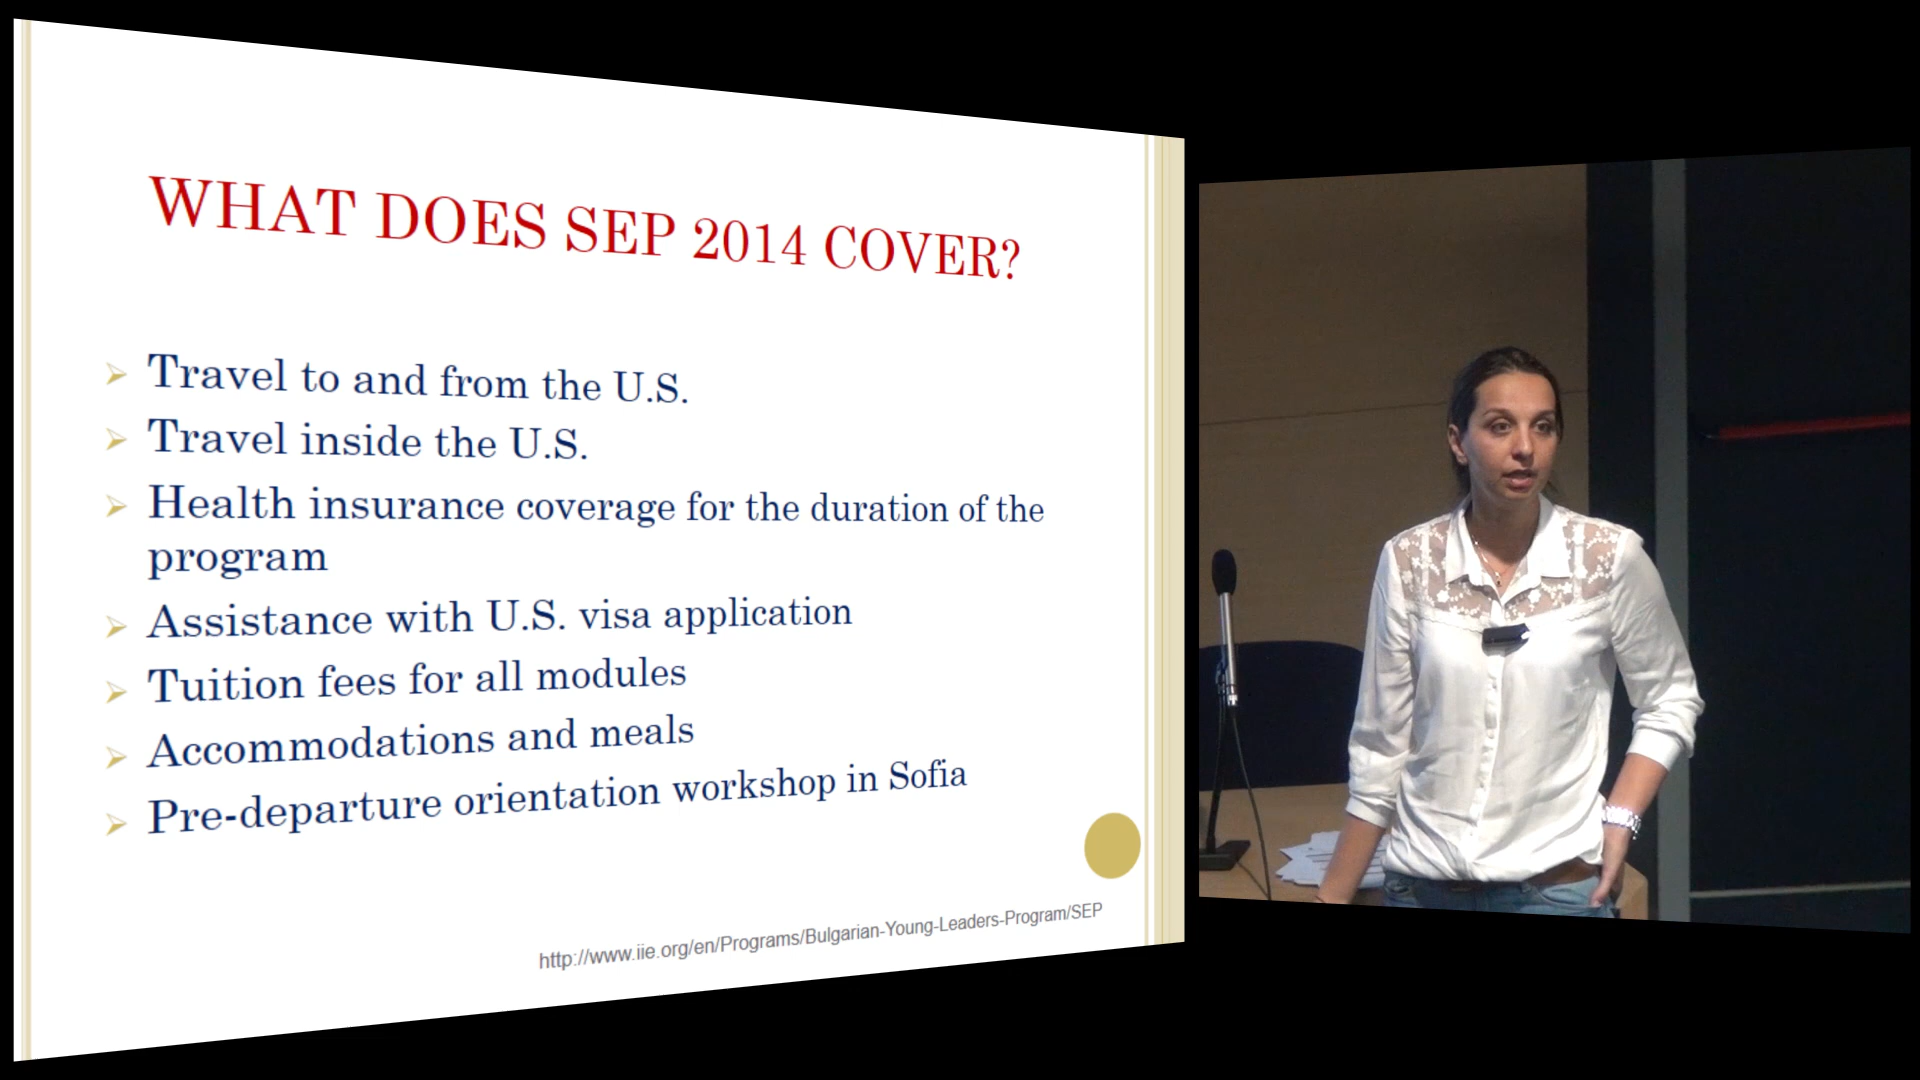 WHAT DOES SEP 2014 COVER?
Travel to and from the U.S.
Travel inside the U.S.
Health insurance coverage for the duration of the
program
Assistance with U.S. visa application
Tuition fees for all modules
Accommodations and meals
Pre-departure orientation workshop in Sofia
http://www.iie.org/en/Programs/Bulgarian-Young-Leaders-Program/SEP